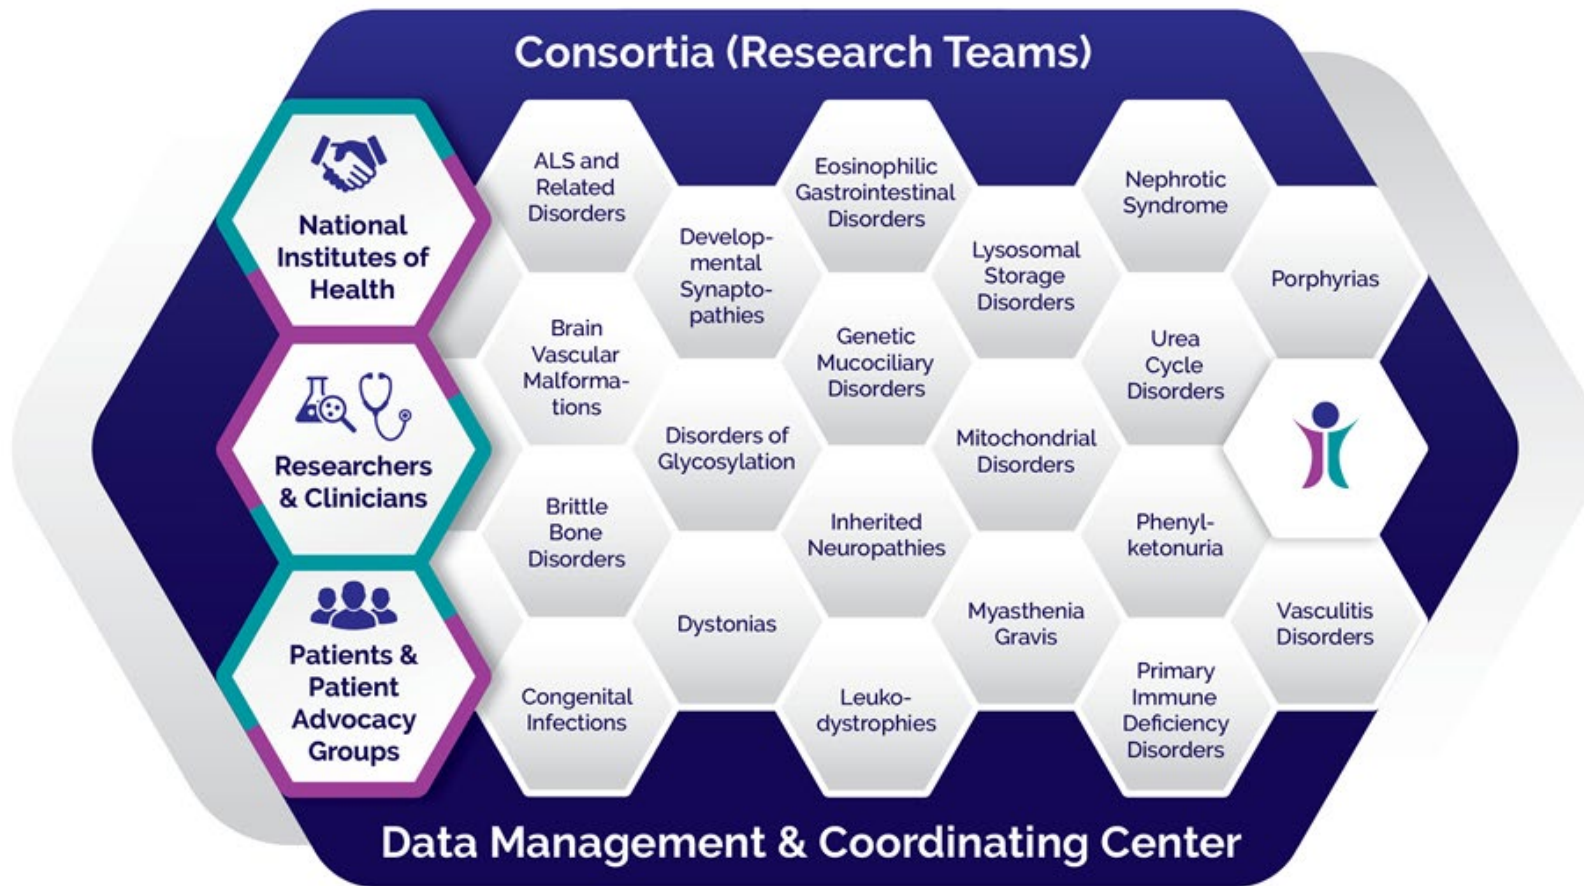 Consortia (Research Teams)
National
Institutes of
Health
Researchers
& Clinicians
Patients &
Patient
Advocacy
Groups
ALS and
Related
Disorders
Brain
Vascular
Malforma-
tions
Brittle
Bone
Disorders
Congenital
Infections
Develop-
mental
Synapto-
pathies
Disorders of
Glycosylation
Dystonias
Eosinophilic
Gastrointestinal
Disorders
Genetic
Mucociliary
Disorders
Inherited
Neuropathies
Leuko-
dystrophies
Lysosomal
Storage
Disorders
Mitochondrial
Disorders
Myasthenia
Gravis
Nephrotic
Syndrome
Urea
Cycle
Disorders
Phenyl-
ketonuria
Primary
Immune
Deficiency
Disorders
Porphyrias
Vasculitis
Disorders
Data Management & Coordinating Center